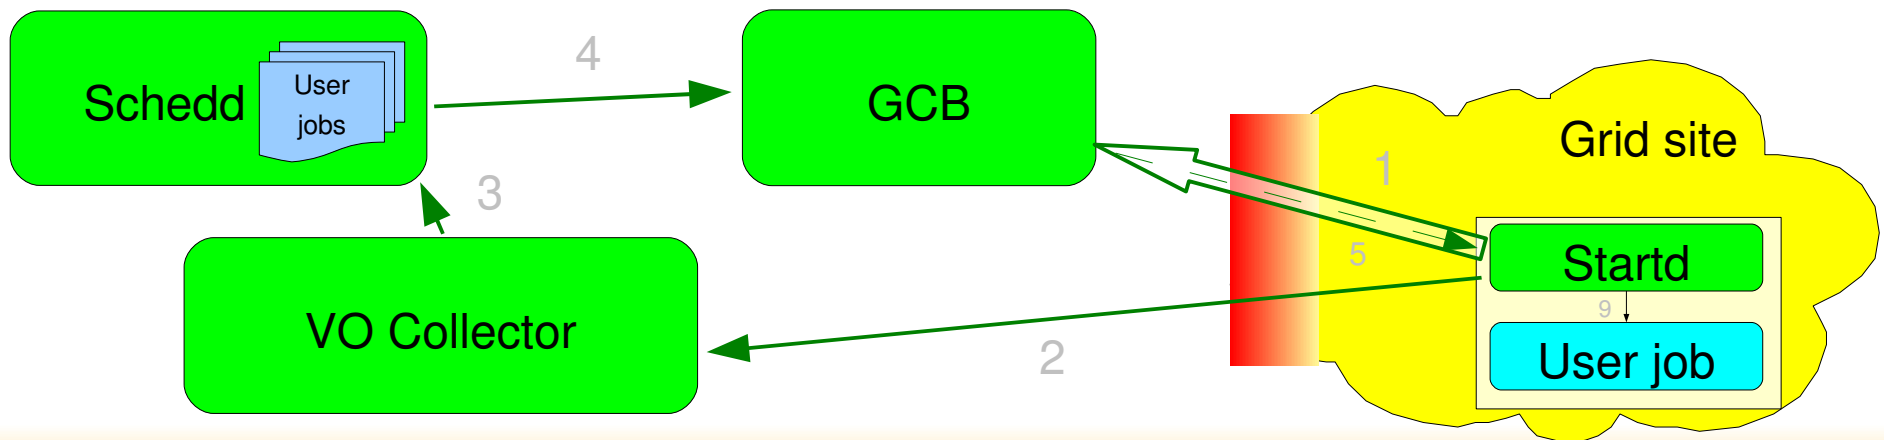 4
User
jobs
Schedd
GCB
Grid site
1
3
5
Startd
9
VO Collector
2
User job